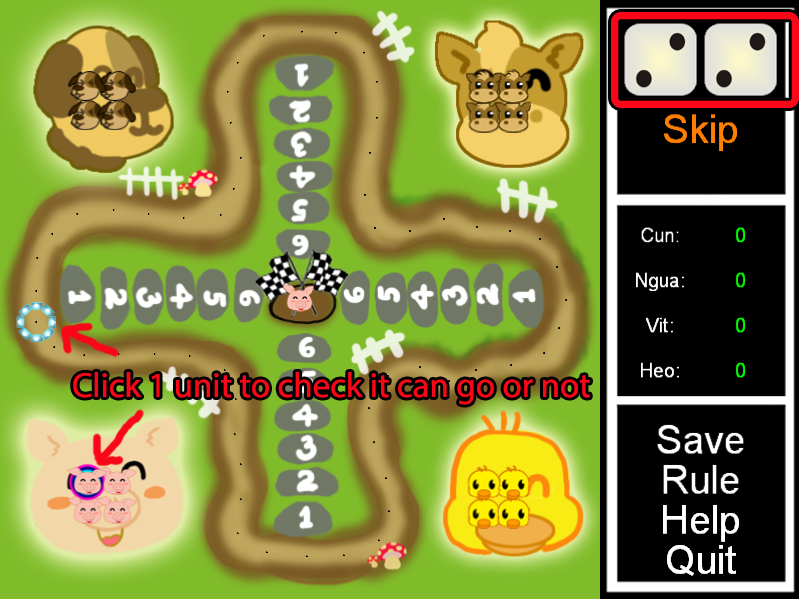 1
2
3
4
5
6
1 2 3 4 5 6 6 5 4 3 2 1
6
Click 1 unit to check it can go or not
4
3
2
1
Skip
Cun: 0
Ngua: 0
Vit: 0
Heo: 0
Save
Rule
Help
Quit